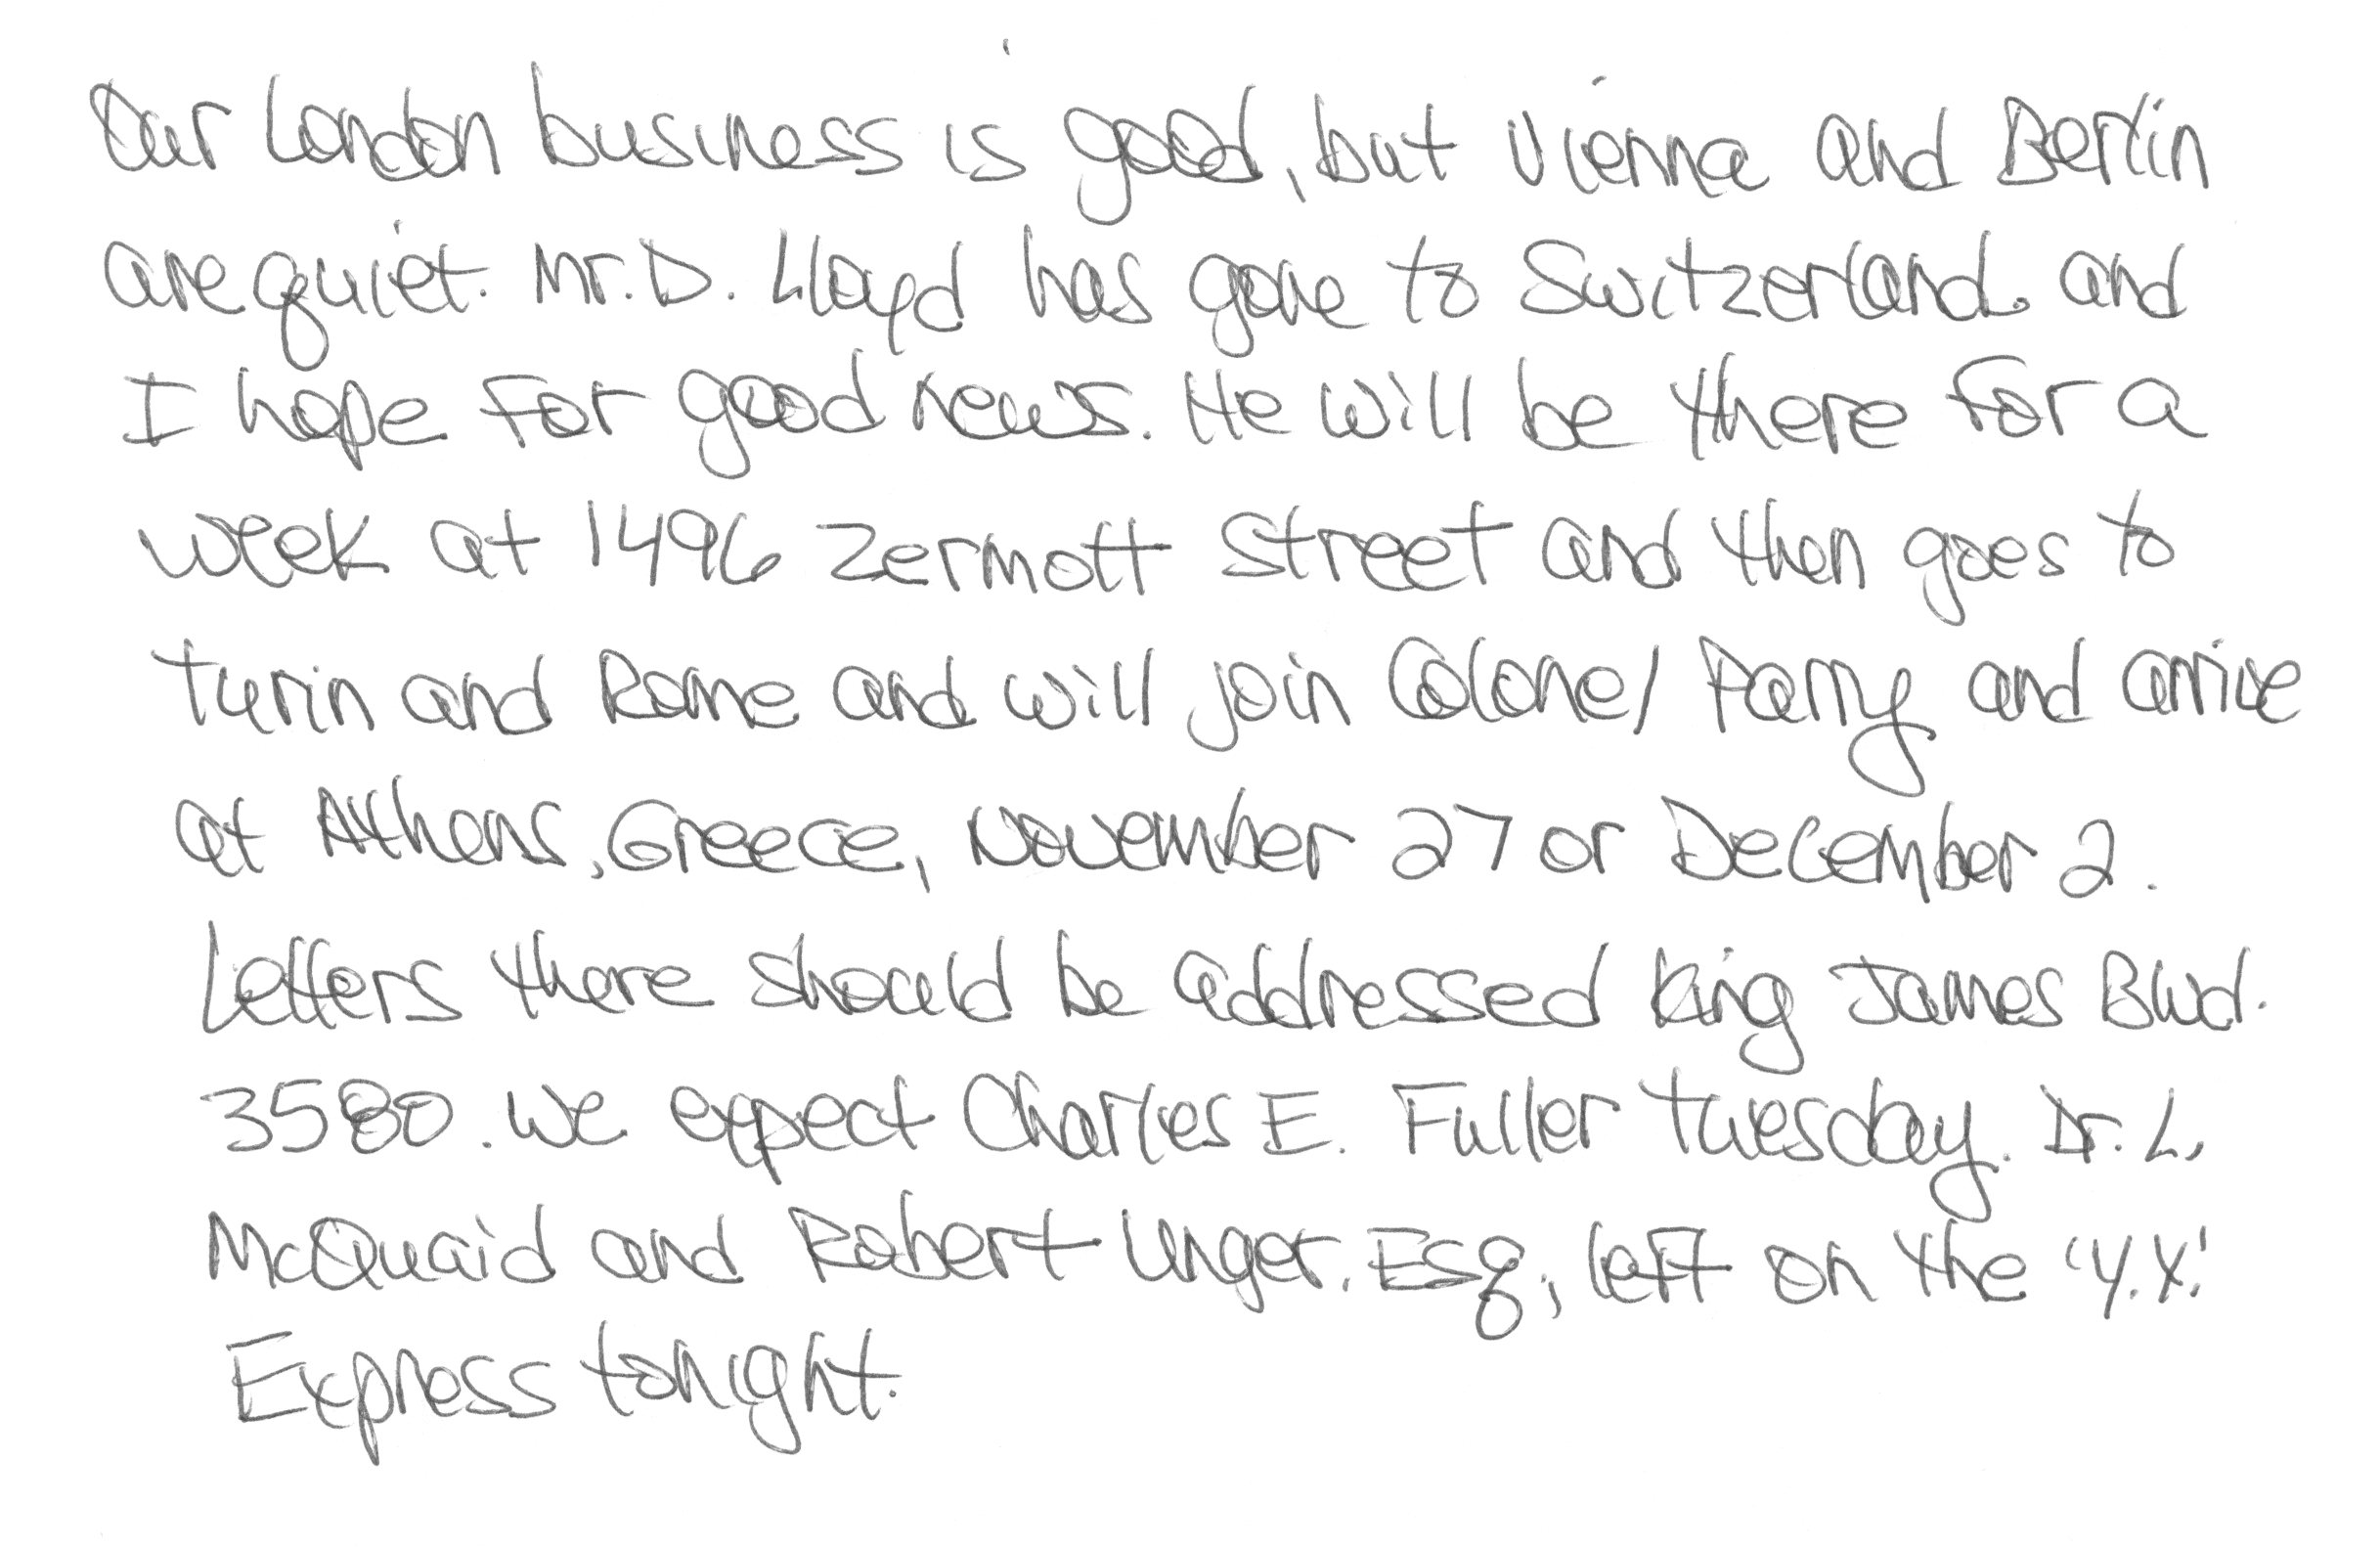 Our London business is good, but Vienna and Berlin
are quiet. Mr. D. Lloyd has gone to Switzerland. and
I hope for good news. He will be there for a
week at 1496 Zermott Street and then goes to
Turin and Rome and will join Colonel Parry and arrive
at Athens, Greece, November 27 or December 2.
Letters there should be addressed King James Blvd.
3580. We expect Charles E. Fuller Tuesday. Dr. L.
McQuaid and Robert Unger. Esq, left on the 'Y.X.'
Express tonight.